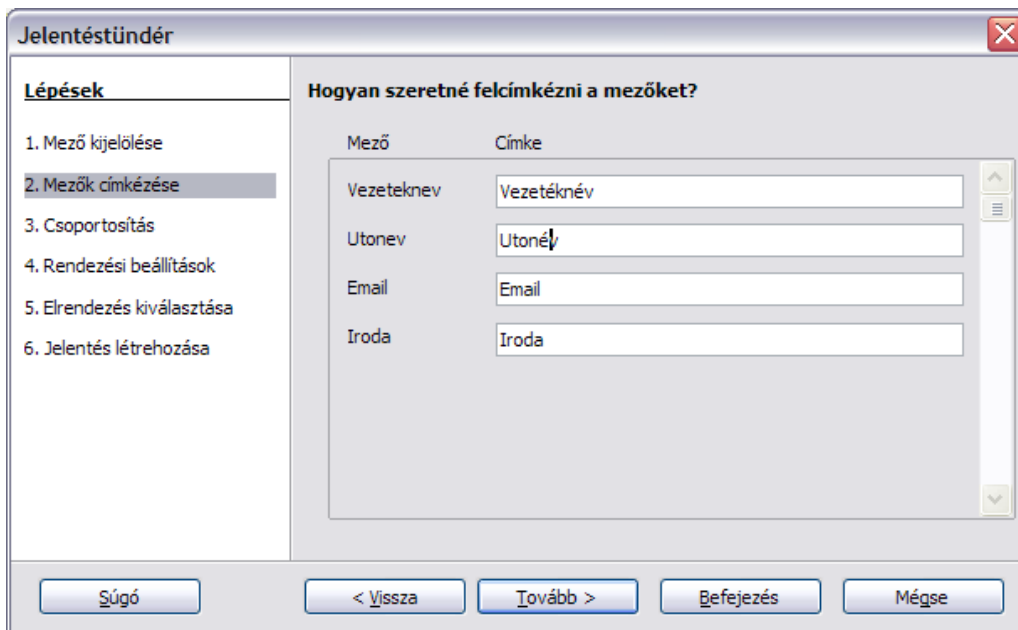 Jelentéstündér
Lépések
1. Mező kijelölése
2. Mezők címkézése
3. Csoportosítás
4. Rendezési beállítások
5. Elrendezés kiválasztása
6. Jelentés létrehozása
Hogyan szeretné felcímkézni a mezőket?
Mező Címke
Vezeteknev Vezetéknév
Utonev Utonév
Email Email
Iroda Iroda
Súgó < Vissza Tovább > Befejezés Mégse